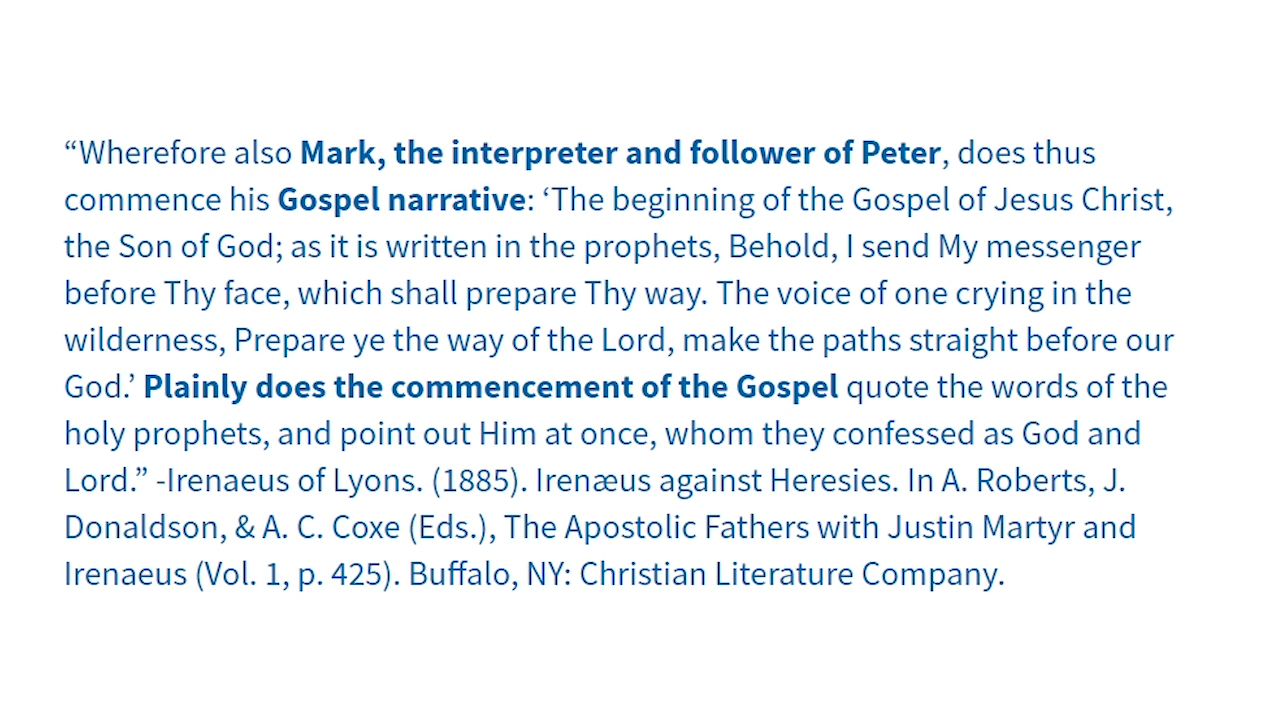 “Wherefore also Mark, the interpreter and follower of Peter, does thus
commence his Gospel narrative: ‘The beginning of the Gospel of Jesus Christ,
the Son of God; as it is written in the prophets, Behold, I send My messenger
before Thy face, which shall prepare Thy way. The voice of one crying in the
wilderness, Prepare ye the way of the Lord, make the paths straight before our
God.’ Plainly does the commencement of the Gospel quote the words of the
holy prophets, and point out Him at once, whom they confessed as God and
Lord.” -Irenaeus of Lyons. (1885). Irenæus against Heresies. In A. Roberts, J.
Donaldson, & A. C. Coxe (Eds.), The Apostolic Fathers with Justin Martyr and
Irenaeus (Vol. 1, p. 425). Buffalo, NY: Christian Literature Company.